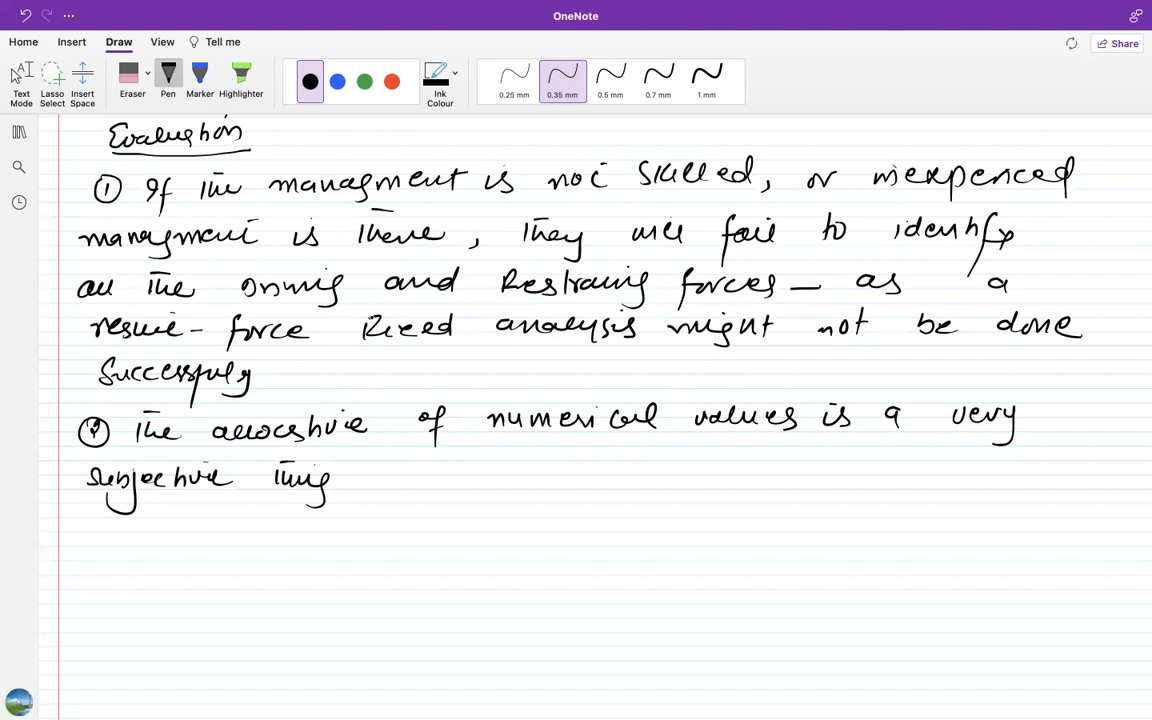 OneNote
Home Insert Draw View Tell me
Share
Text Mode Lasso Select Insert Space Eraser Pen Marker Highlighter Ink Colour 0.25 mm 0.35 mm 0.5 mm 0.7 mm 1 mm
Evaluation
① If the managment is not skilled, or inexperienced
managment is there, they will fail to identify
all the driving and Restraining forces - as a
result - force field analysis might not be done
Successfully
② The allocative of numerical values is a very
subjective thing